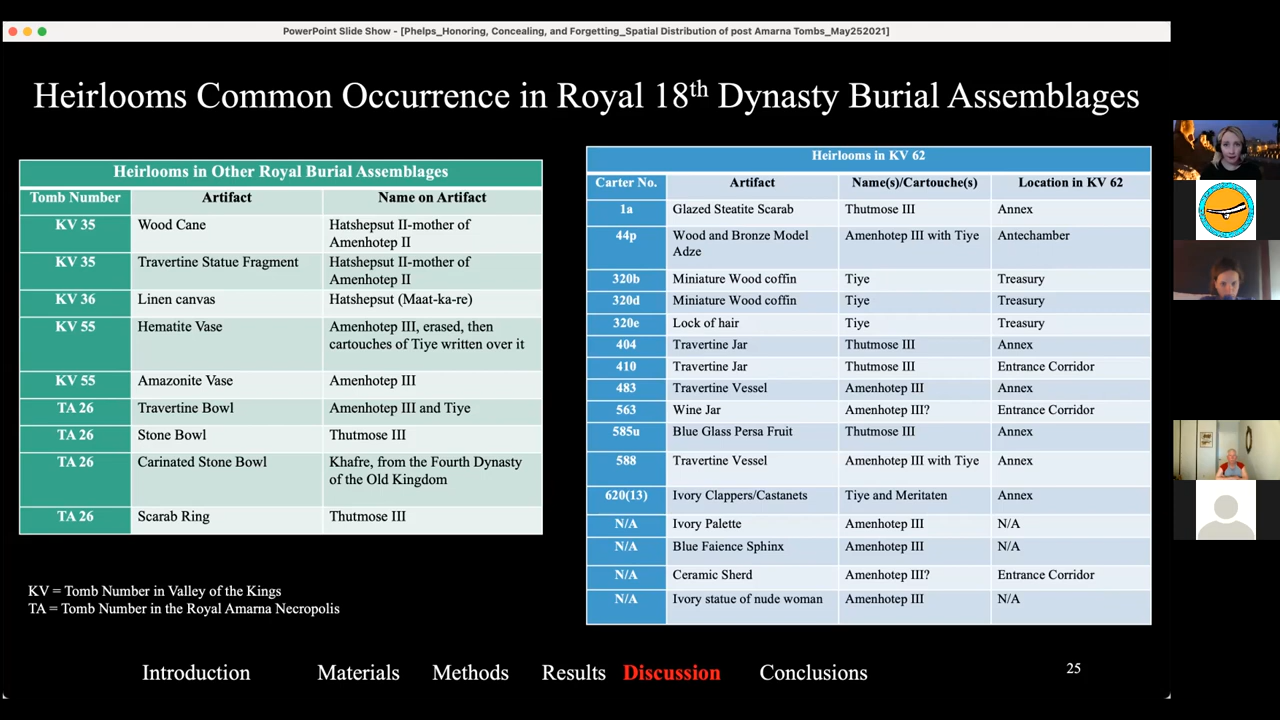 PowerPoint Slide Show - [Phelps_Honoring, Concealing, and Forgetting_Spatial Distribution of post Amarna Tombs_May252021]
Heirlooms Common Occurrence in Royal 18th Dynasty Burial Assemblages
Heirlooms in Other Royal Burial Assemblages
Tomb Number Artifact Name on Artifact
KV 35 Wood Cane Hatshepsut II-mother of
Amenhotep II
KV 35 Travertine Statue Fragment Hatshepsut II-mother of
Amenhotep II
KV 36 Linen canvas Hatshepsut (Maat-ka-re)
KV 55 Hematite Vase Amenhotep III, erased, then
cartouches of Tiye written over it
KV 55 Amazonite Vase Amenhotep III
TA 26 Travertine Bowl Amenhotep III and Tiye
TA 26 Stone Bowl Thutmose III
TA 26 Carinated Stone Bowl Khafre, from the Fourth Dynasty
of the Old Kingdom
TA 26 Scarab Ring Thutmose III
KV = Tomb Number in Valley of the Kings
TA = Tomb Number in the Royal Amarna Necropolis
Heirlooms in KV 62
Carter No. Artifact Name(s)/Cartouche(s) Location in KV 62
1a Glazed Steatite Scarab Thutmose III Annex
44p Wood and Bronze Model Amenhotep III with Tiye Antechamber
Adze
320b Miniature Wood coffin Tiye Treasury
320d Miniature Wood coffin Tiye Treasury
320e Lock of hair Tiye Treasury
404 Travertine Jar Thutmose III Annex
410 Travertine Jar Thutmose III Entrance Corridor
483 Travertine Vessel Amenhotep III Annex
563 Wine Jar Amenhotep III? Entrance Corridor
585u Blue Glass Persa Fruit Thutmose III Annex
588 Travertine Vessel Amenhotep III with Tiye Annex
620(13) Ivory Clappers/Castanets Tiye and Meritaten Annex
N/A Ivory Palette Amenhotep III N/A
N/A Blue Faience Sphinx Amenhotep III N/A
N/A Ceramic Sherd Amenhotep III? Entrance Corridor
N/A Ivory statue of nude woman Amenhotep III N/A
Introduction Materials Methods Results Discussion Conclusions 25